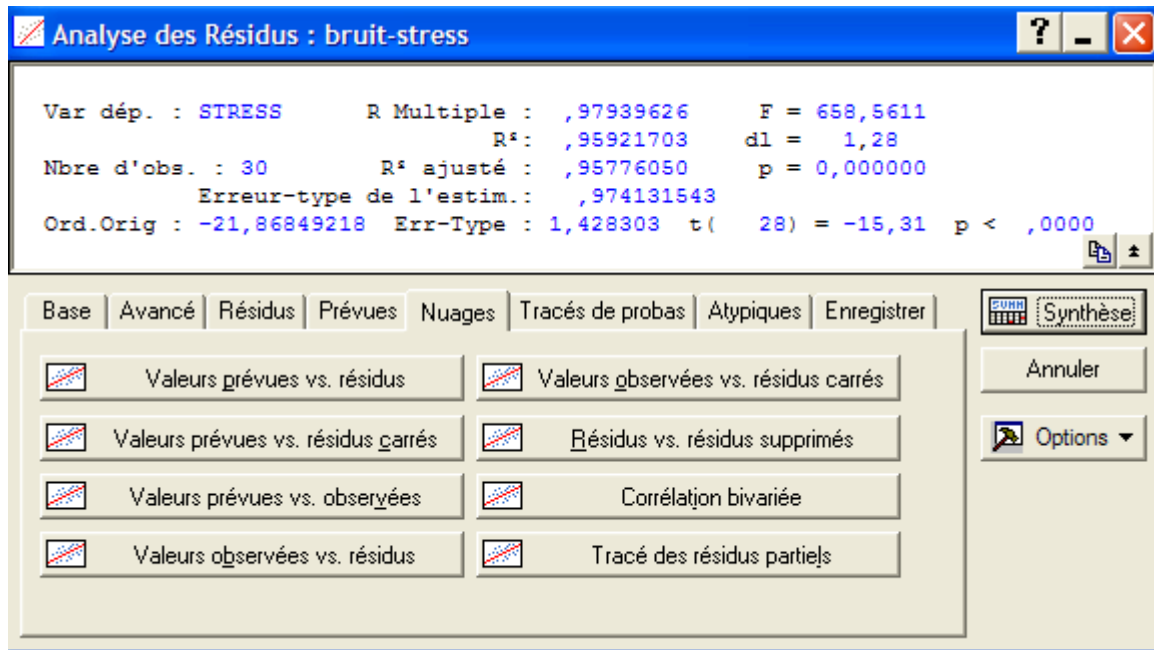 Analyse des Résidus : bruit-stress
Var dép. : STRESS R Multiple : ,97939626 F = 658,5611
R²: ,95921703 dl = 1,28
Nbre d'obs. : 30 R² ajusté : ,95776050 p = 0,000000
Erreur-type de l'estim.: ,974131543
Ord.Orig : -21,86849218 Err-Type : 1,428303 t( 28) = -15,31 p < ,0000
Base Avancé Résidus Prévues Nuages Tracés de probas Atypiques Enregistrer
Synthèse
Annuler
Options
Valeurs prévues vs. résidus
Valeurs observées vs. résidus carrés
Valeurs prévues vs. résidus carrés
Résidus vs. résidus supprimés
Valeurs prévues vs. observées
Corrélation bivariée
Valeurs observées vs. résidus
Tracé des résidus partiels